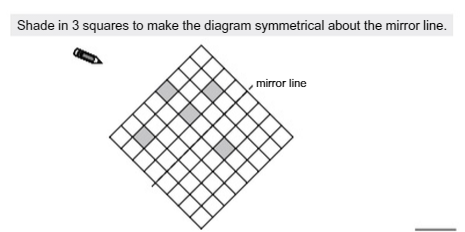 Shade in 3 squares to make the diagram symmetrical about the mirror line.
mirror line